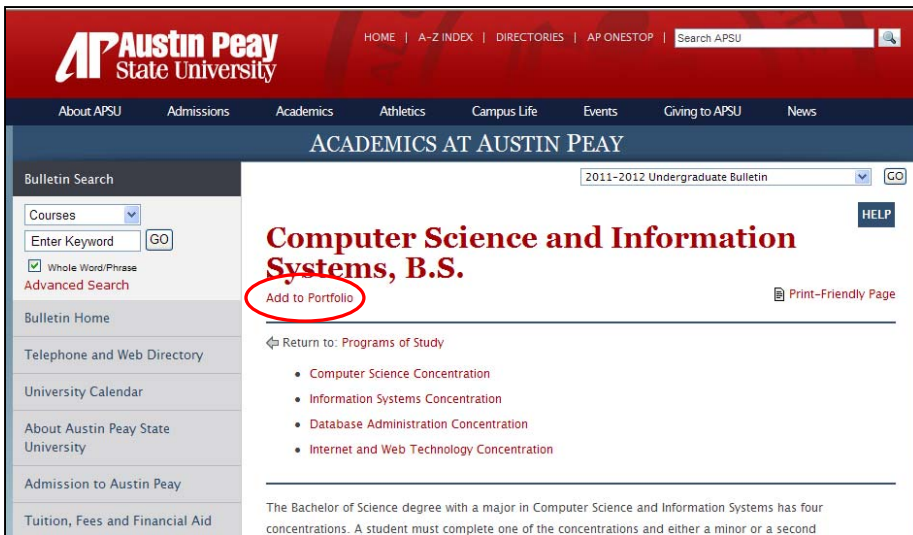 AP Austin Peay
State University
HOME | A-Z INDEX | DIRECTORIES | AP ONESTOP | Search APSU
About APSU Admissions Academics Athletics Campus Life Events Giving to APSU News
ACADEMICS AT AUSTIN PEAY
Bulletin Search
2011-2012 Undergraduate Bulletin GO
Courses
HELP
Enter Keyword GO
Whole Word/Phrase
Advanced Search
Computer Science and Information
Systems, B.S.
Add to Portfolio
Print-Friendly Page
Bulletin Home
Telephone and Web Directory
University Calendar
About Austin Peay State
University
Admission to Austin Peay
Tuition, Fees and Financial Aid
Return to: Programs of Study
• Computer Science Concentration
• Information Systems Concentration
• Database Administration Concentration
• Internet and Web Technology Concentration
The Bachelor of Science degree with a major in Computer Science and Information Systems has four
concentrations. A student must complete one of the concentrations and either a minor or a second